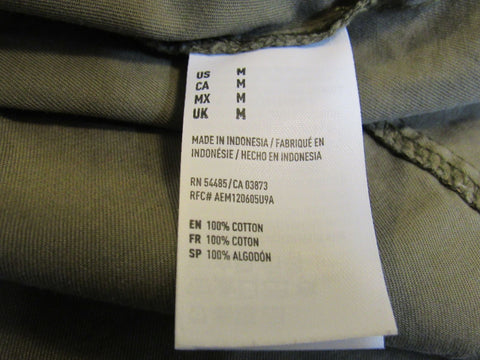 US M
CA M
MX M
UK M
MADE IN INDONESIA / FABRIQUÉ EN
INDONÉSIE / HECHO EN INDONESIA
RN 54485/CA 03873
RFC# AEM120605U9A
EN 100% COTTON
FR 100% COTON
SP 100% ALGODÓN